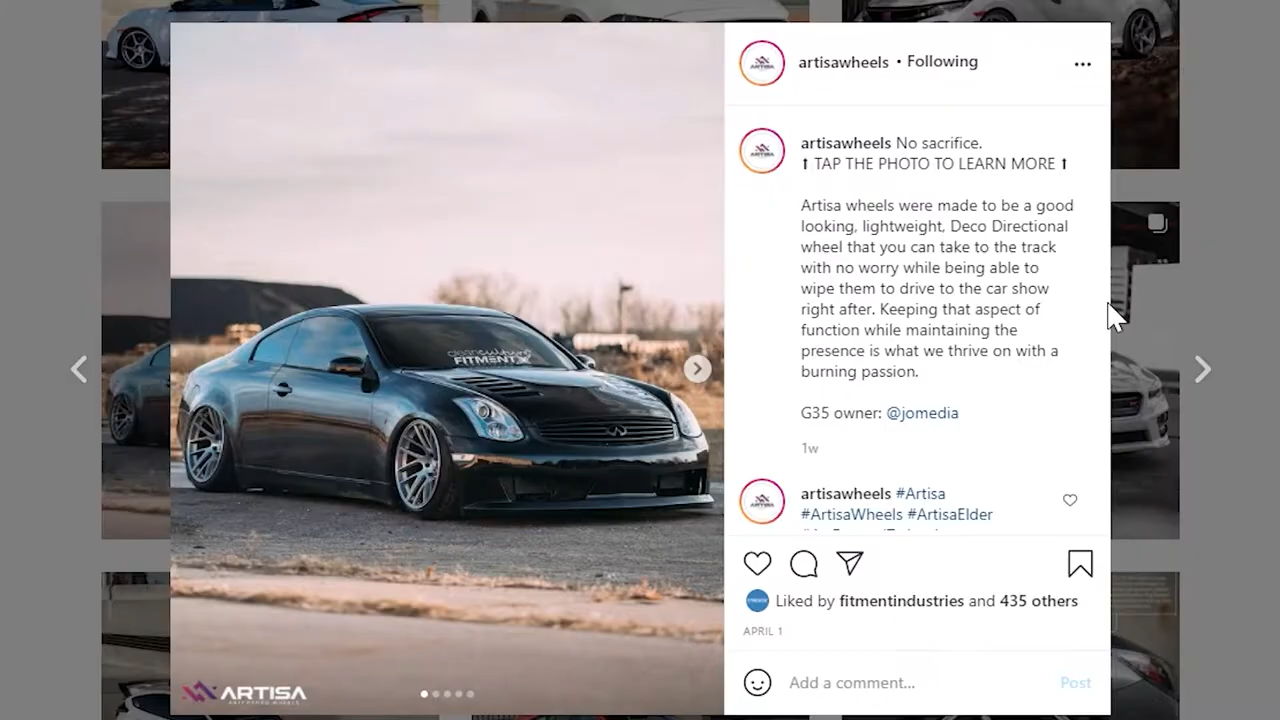 artisawheels • Following
artisawheels No sacrifice.
⬆ TAP THE PHOTO TO LEARN MORE ⬆
Artisa wheels were made to be a good
looking, lightweight, Deco Directional
wheel that you can take to the track
with no worry while being able to
wipe them to drive to the car show
right after. Keeping that aspect of
function while maintaining the
presence is what we thrive on with a
burning passion.
G35 owner: @jomedia
1w
artisawheels #Artisa
#ArtisaWheels #ArtisaElder
Liked by fitmentindustries and 435 others
APRIL 1
Add a comment...
Post
FITMENT
ARTISA